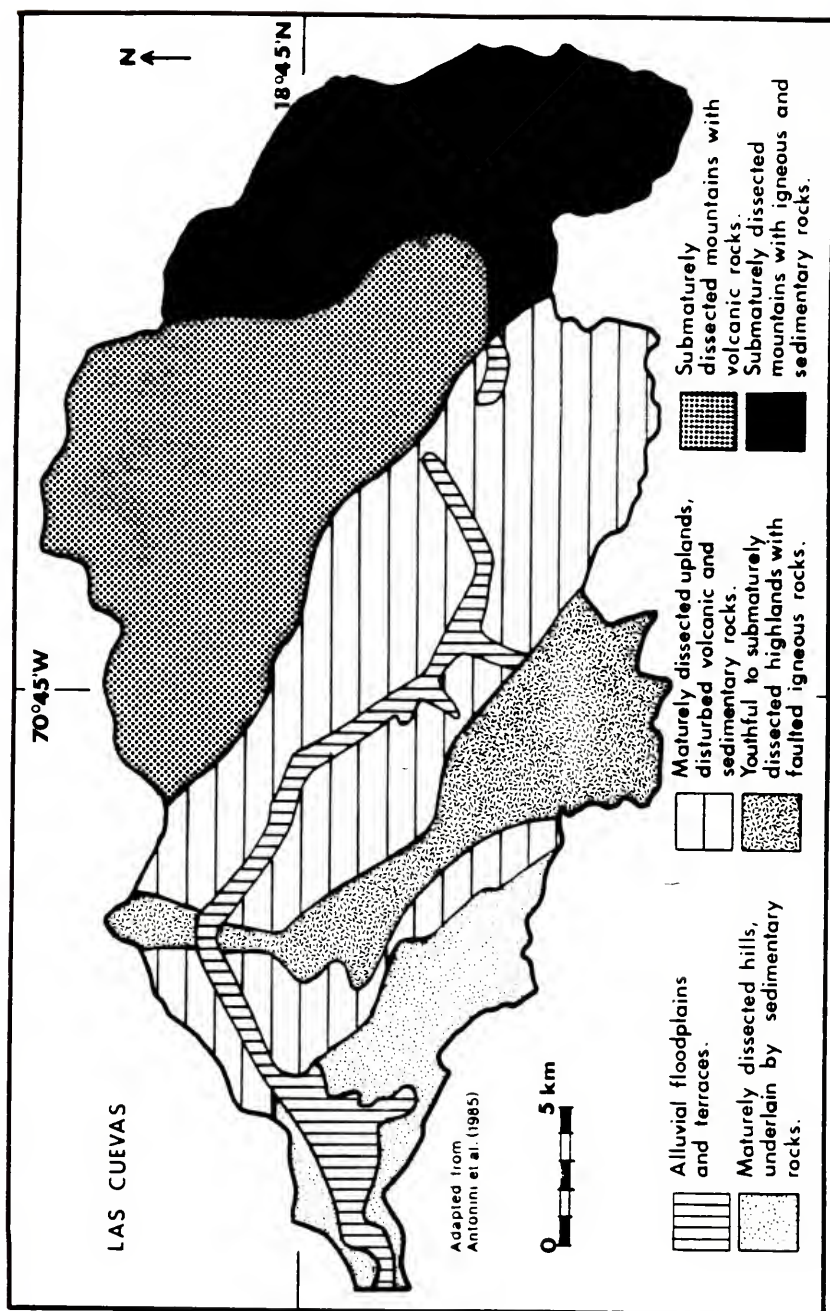 LAS CUEVAS
70°45'W
N
18°45'N
Adapted from
Antonini et al. (1985)
0 5 km
Alluvial floodplains
and terraces.
Maturely dissected hills,
underlain by sedimentary
rocks.
Maturely dissected uplands,
disturbed volcanic and
sedimentary rocks.
Youthful to submaturely
dissected highlands with
faulted igneous rocks.
Submaturely
dissected mountains with
volcanic rocks.
Submaturely dissected
mountains with igneous and
sedimentary rocks.